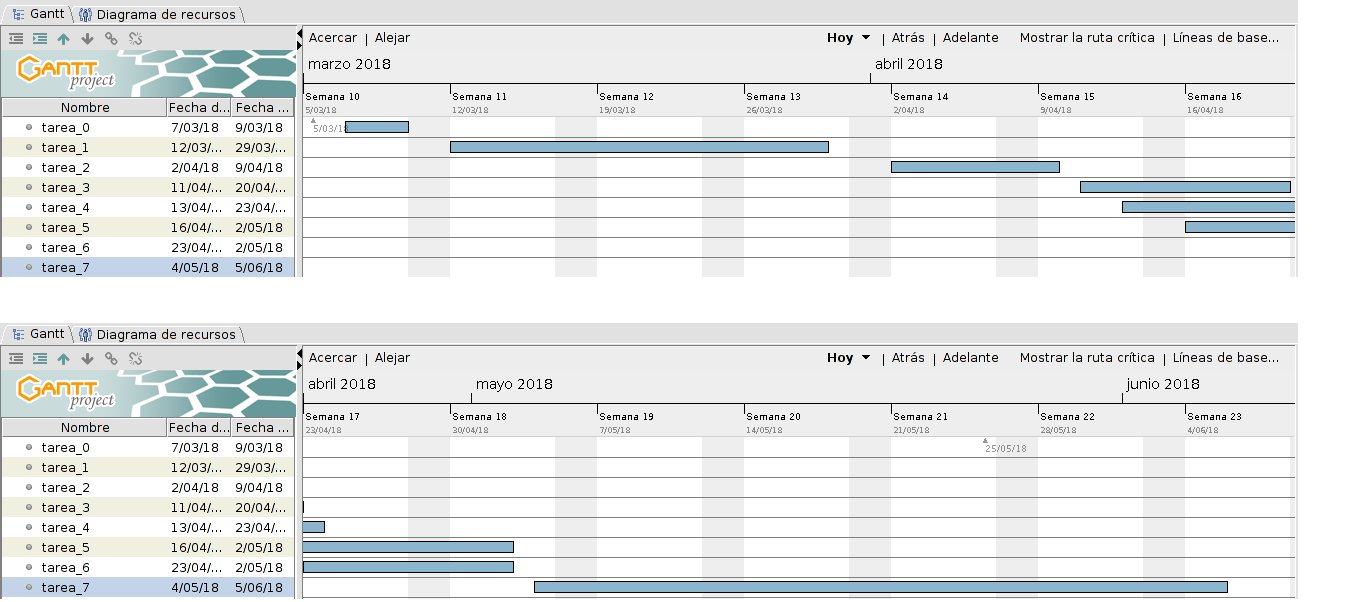 Gantt Diagrama de recursos
Acercar | Alejar Hoy | Atrás | Adelante Mostrar la ruta crítica | Líneas de base...
GANTT project
marzo 2018 abril 2018
Nombre Fecha d... Fecha ...
Semana 10 Semana 11 Semana 12 Semana 13 Semana 14 Semana 15 Semana 16
5/03/18 12/03/18 19/03/18 26/03/18 2/04/18 9/04/18 16/04/18
tarea_0 7/03/18 9/03/18 5/03/18
tarea_1 12/03/... 29/03/...
tarea_2 2/04/18 9/04/18
tarea_3 11/04/... 20/04/...
tarea_4 13/04/... 23/04/...
tarea_5 16/04/... 2/05/18
tarea_6 23/04/... 2/05/18
tarea_7 4/05/18 5/06/18
Gantt Diagrama de recursos
Acercar | Alejar Hoy | Atrás | Adelante Mostrar la ruta crítica | Líneas de base...
GANTT project
abril 2018 mayo 2018 junio 2018
Nombre Fecha d... Fecha ...
Semana 17 Semana 18 Semana 19 Semana 20 Semana 21 Semana 22 Semana 23
23/04/18 30/04/18 7/05/18 14/05/18 21/05/18 28/05/18 4/06/18
tarea_0 7/03/18 9/03/18 25/05/18
tarea_1 12/03/... 29/03/...
tarea_2 2/04/18 9/04/18
tarea_3 11/04/... 20/04/...
tarea_4 13/04/... 23/04/...
tarea_5 16/04/... 2/05/18
tarea_6 23/04/... 2/05/18
tarea_7 4/05/18 5/06/18